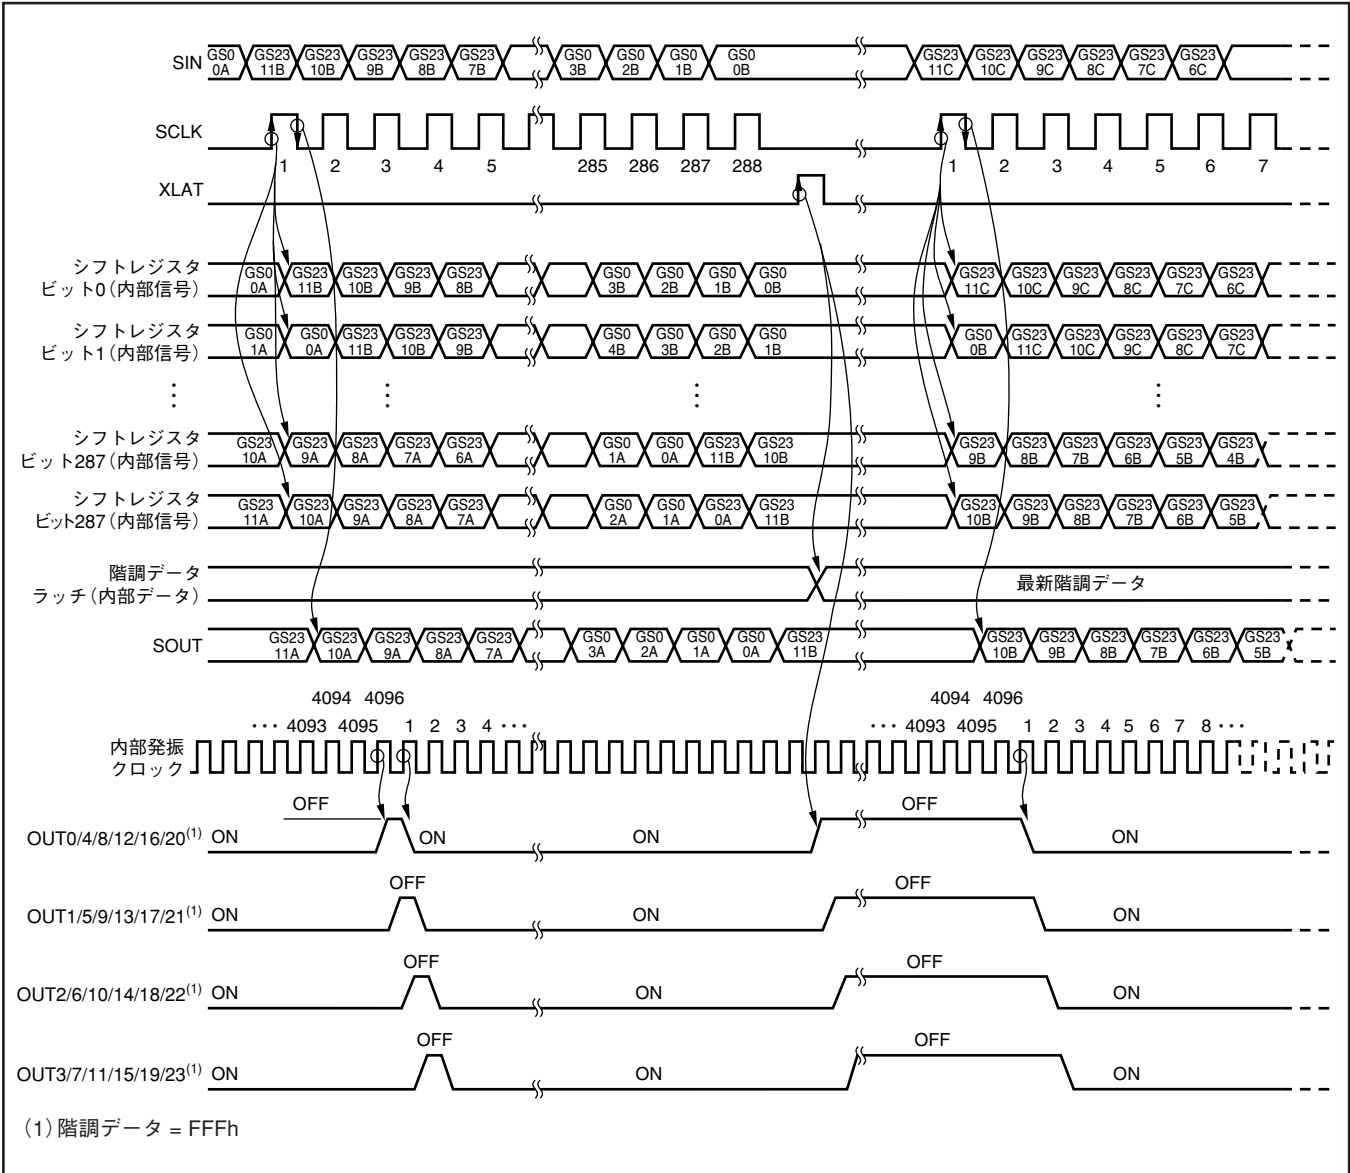 SIN
GS0 GS23 GS23 GS23 GS23 GS23 GS0 GS0 GS0 GS0 GS23 GS23 GS23 GS23 GS23 GS23
0A 11B 10B 9B 8B 7B 3B 2B 1B 0B 11C 10C 9C 8C 7C 6C
SCLK
1 2 3 4 5 285 286 287 288 1 2 3 4 5 6 7
XLAT
シフトレジスタ
ビット0(内部信号)
GS0 GS23 GS23 GS23 GS23 GS0 GS0 GS0 GS0 GS23 GS23 GS23 GS23 GS23 GS23
0A 11B 10B 9B 8B 3B 2B 1B 0B 11C 10C 9C 8C 7C 6C
シフトレジスタ
ビット1(内部信号)
GS0 GS0 GS23 GS23 GS23 GS0 GS0 GS0 GS0 GS0 GS23 GS23 GS23 GS23 GS23
1A 0A 11B 10B 9B 4B 3B 2B 1B 0B 11C 10C 9C 8C 7C
シフトレジスタ
ビット287(内部信号)
GS23 GS23 GS23 GS23 GS23 GS0 GS0 GS23 GS23 GS23 GS23 GS23 GS23 GS23 GS23
10A 9A 8A 7A 6A 1A 0A 11B 10B 9B 8B 7B 6B 5B 4B
シフトレジスタ
ビット287(内部信号)
GS23 GS23 GS23 GS23 GS23 GS0 GS0 GS23 GS23 GS23 GS23 GS23 GS23 GS23 GS23
11A 10A 9A 8A 7A 2A 1A 0A 11B 10B 9B 8B 7B 6B 5B
階調データ
ラッチ(内部データ)
最新階調データ
SOUT
GS23 GS23 GS23 GS23 GS23 GS0 GS0 GS0 GS0 GS23 GS23 GS23 GS23 GS23 GS23 GS23
11A 10A 9A 8A 7A 3A 2A 1A 0A 11B 10B 9B 8B 7B 6B 5B
4094 4096 4094 4096
… 4093 4095 1 2 3 4 … … 4093 4095 1 2 3 4 5 6 7 8 …
内部発振
クロック
OFF OFF
OUT0/4/8/12/16/20(1) ON ON ON ON
OFF OFF
OUT1/5/9/13/17/21(1) ON ON ON
OFF OFF
OUT2/6/10/14/18/22(1) ON ON ON
OFF OFF
OUT3/7/11/15/19/23(1) ON ON ON
(1)階調データ = FFFh